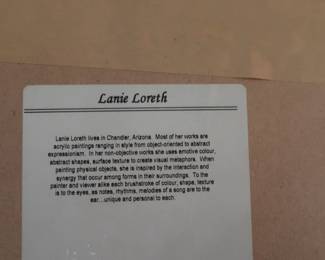 Lanie Loreth
Lanie Loreth lives in Chandler, Arizona. Most of her works are
acrylic paintings ranging in style from object-oriented to abstract
expressionism. In her non-objective works she uses emotive colour,
abstract shapes, surface texture to create visual metaphors. When
painting physical objects, she is inspired by the interaction and
synergy that occur among forms in their surroundings. To the
painter and viewer alike each brushstroke of colour, shape, texture
is to the eyes, as notes, rhythms, melodies of a song are to the
ear...unique and personal to each.